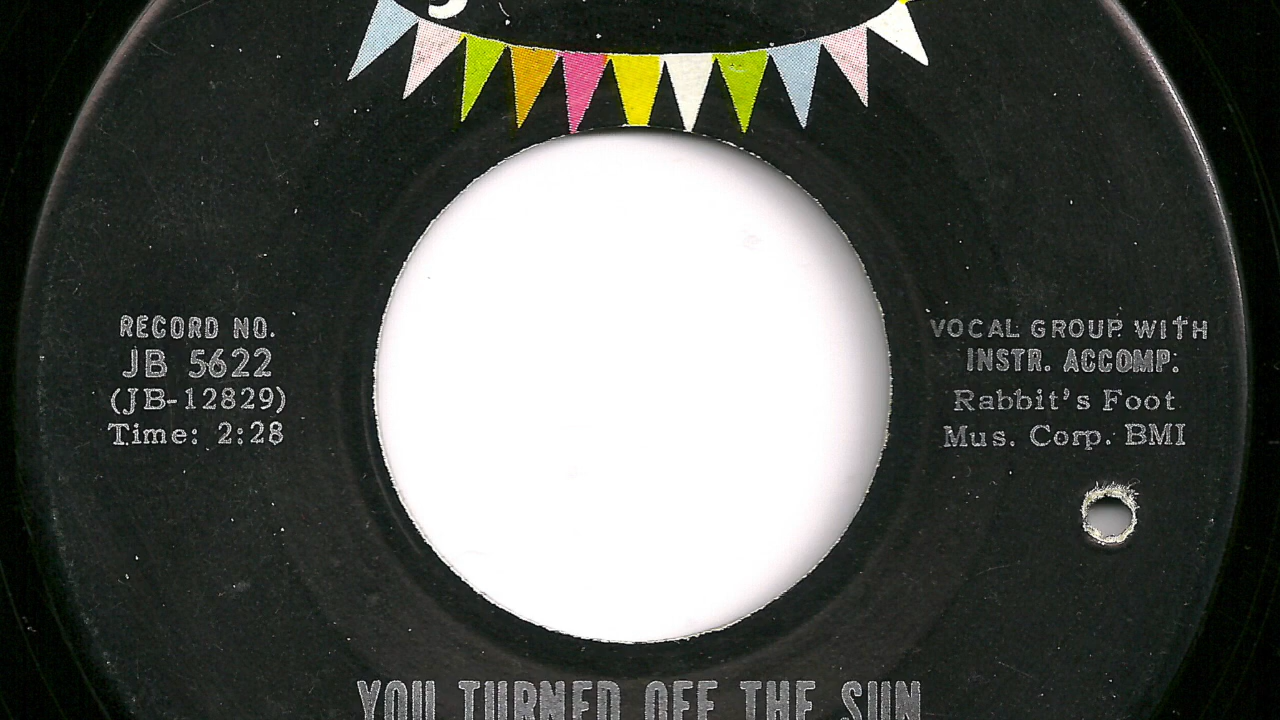 RECORD NO.
JB 5622
(JB-12829)
Time: 2:28
VOCAL GROUP WITH
INSTR. ACCOMP.
Rabbit's Foot
Mus. Corp. BMI
YOU TURNED OFF THE SUN